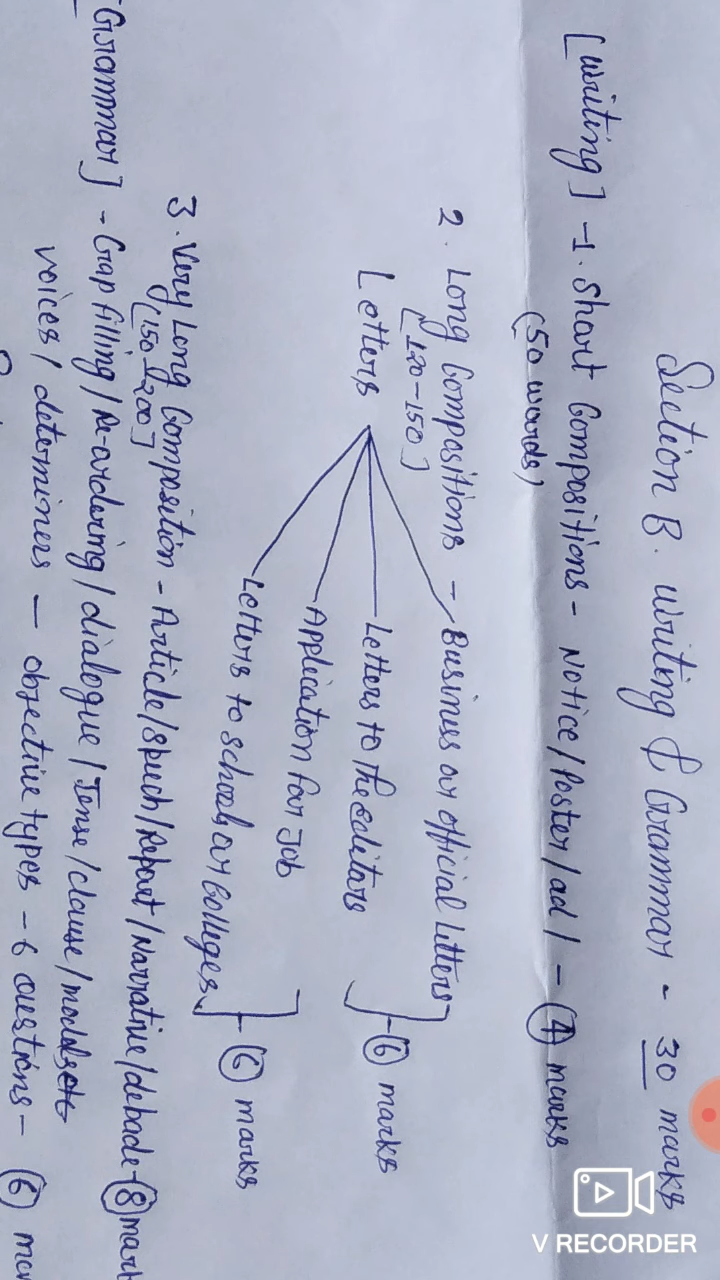 Section B. Writing & Grammar - 30 marks
[Writing] - 1. Short Compositions - Notice/Poster/ad/ - (4) marks
(50 words)
2. Long Compositions - Business or official letters
[120-150]
Letters
Letters to the editors
- (6) marks
Application for Job
Letters to schools or Colleges
- (6) marks
3. Very Long Composition - Article/speech/Report/Narrative/debade - (8) mark
[150-200]
Grammar] - Gap filling/Re-ordering/dialogue/Tense/clause/modals
voices/determiners - objective types - 6 questions - (6)
V RECORDER